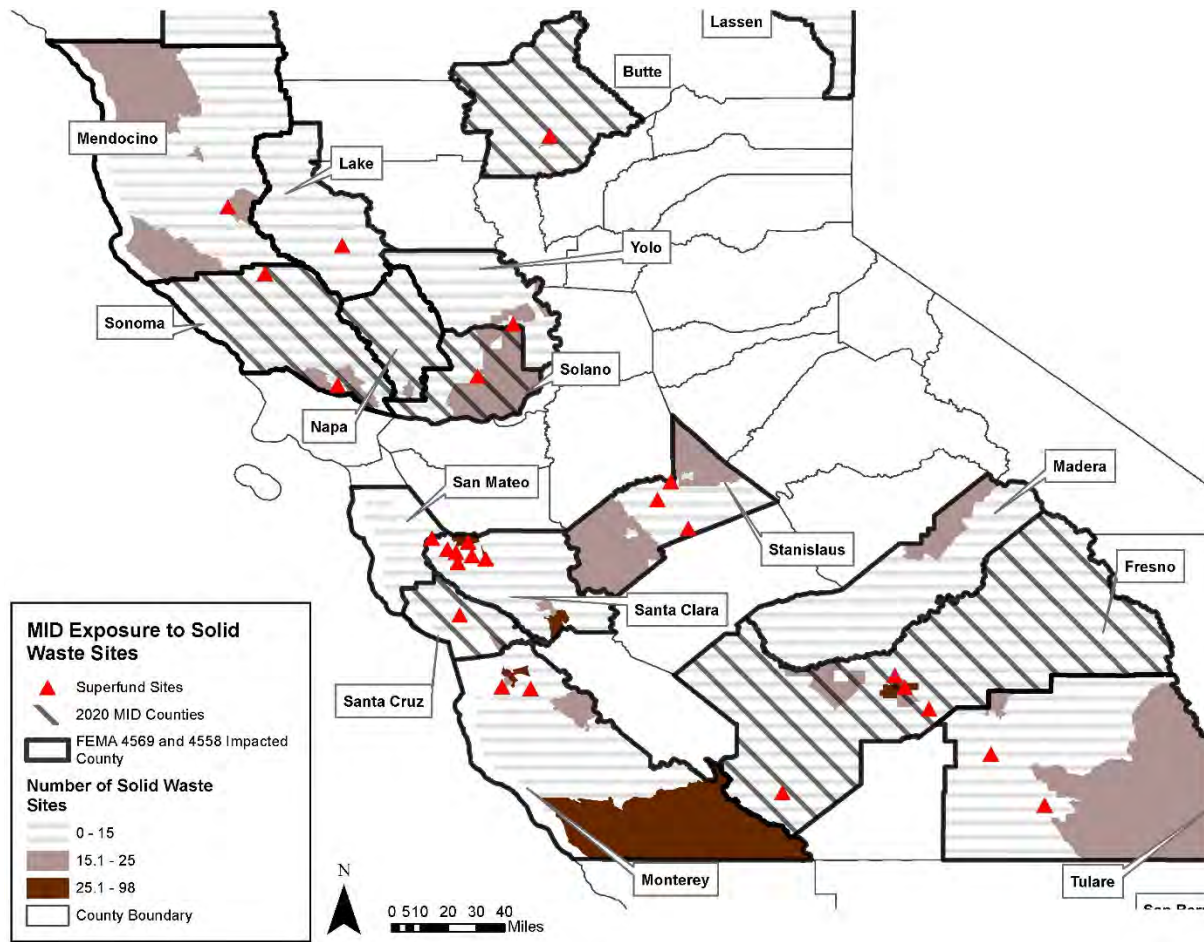 Lassen
Butte
Mendocino
Lake
Yolo
Sonoma
Solano
Napa
San Mateo
Madera
Stanislaus
Fresno
Santa Clara
Santa Cruz
Monterey
Tulare
MID Exposure to Solid
Waste Sites
Superfund Sites
2020 MID Counties
FEMA 4569 and 4558 Impacted
County
Number of Solid Waste
Sites
0 - 15
15.1 - 25
25.1 - 98
County Boundary
N
0 5 10 20 30 40
Miles